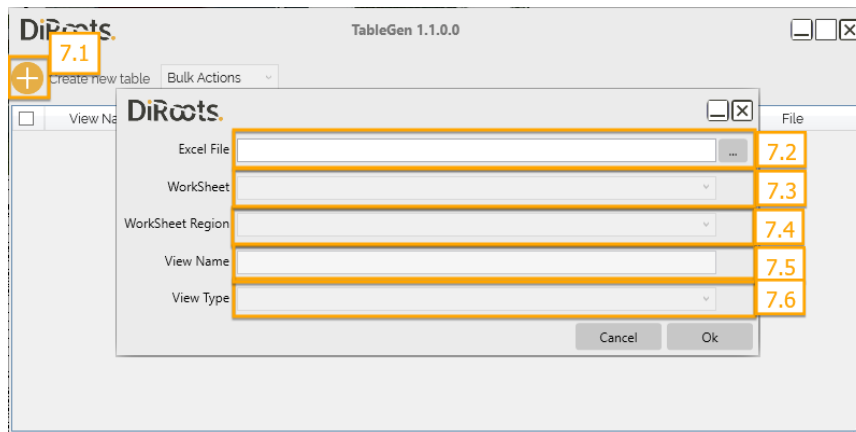 DiRoots.
TableGen 1.1.0.0
7.1
Create new table
Bulk Actions
View Na
File
DiRoots.
Excel File
...
7.2
WorkSheet
7.3
WorkSheet Region
7.4
View Name
7.5
View Type
7.6
Cancel
Ok